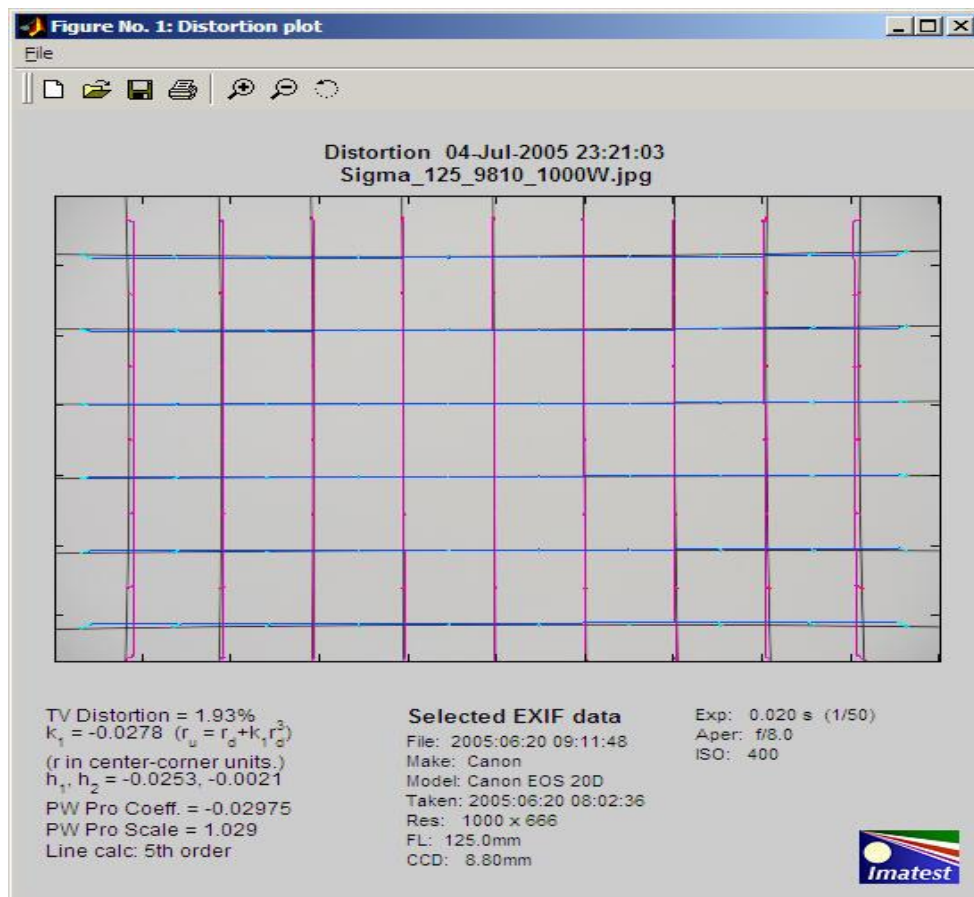 Figure No. 1: Distortion plot
File
Distortion 04-Jul-2005 23:21:03
Sigma_125_9810_1000W.jpg
TV Distortion = 1.93%
k1 = -0.0278 (ru = rd+k1rd3)
(r in center-corner units.)
h1, h2 = -0.0253, -0.0021
PW Pro Coeff. = -0.02975
PW Pro Scale = 1.029
Line calc: 5th order
Selected EXIF data
File: 2005:06:20 09:11:48
Make: Canon
Model: Canon EOS 20D
Taken: 2005:06:20 08:02:36
Res: 1000 x 666
FL: 125.0mm
CCD: 8.80mm
Exp: 0.020 s (1/50)
Aper: f/8.0
ISO: 400
Imatest